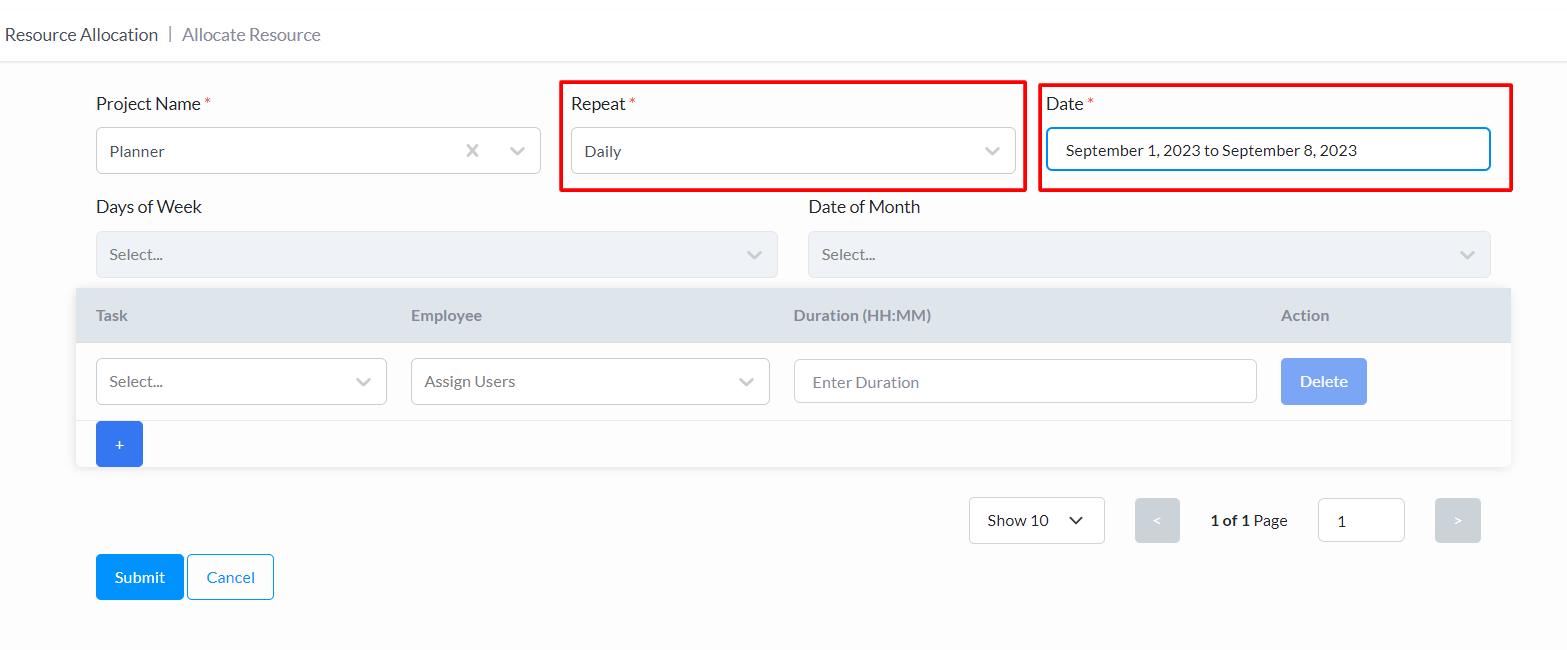 Resource Allocation | Allocate Resource
Project Name * Repeat * Date *
Planner Daily September 1, 2023 to September 8, 2023
Days of Week Date of Month
Select... Select...
Task Employee Duration (HH:MM) Action
Select... Assign Users Enter Duration Delete
+
Show 10 < 1 of 1 Page 1 >
Submit Cancel